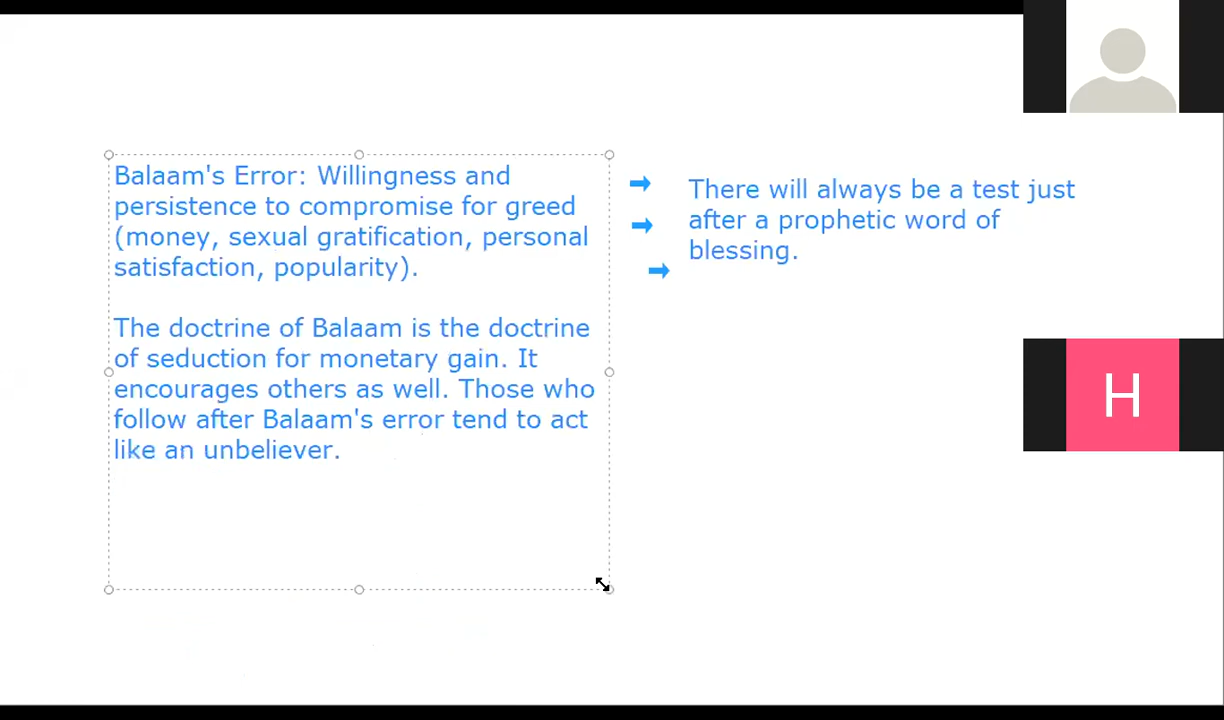 Balaam's Error: Willingness and
persistence to compromise for greed
(money, sexual gratification, personal
satisfaction, popularity).
The doctrine of Balaam is the doctrine
of seduction for monetary gain. It
encourages others as well. Those who
follow after Balaam's error tend to act
like an unbeliever.
There will always be a test just
after a prophetic word of
blessing.
H